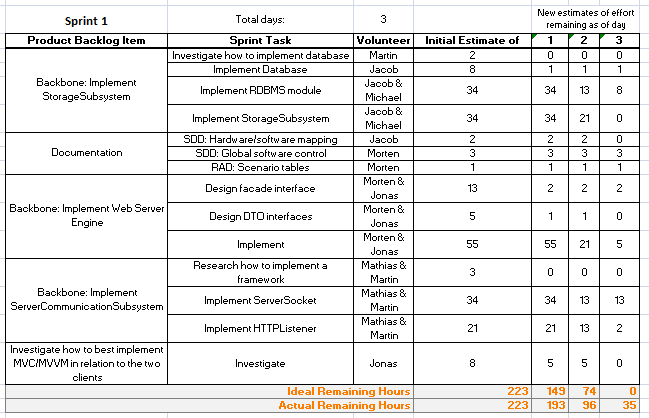 Sprint 1 Total days: 3 New estimates of effort
remaining as of day
Product Backlog Item Sprint Task Volunteer Initial Estimate of 1 2 3
Backbone: Implement
StorageSubsystem
Investigate how to implement database Martin 2 0 0 0
Implement Database Jacob 8 1 1 1
Implement RDBMS module Jacob &
Michael 34 34 13 8
Implement StorageSubsystem Jacob &
Michael 34 34 21 0
Documentation
SDD: Hardware/software mapping Jacob 2 2 2 0
SDD: Global software control Morten 3 3 3 3
RAD: Scenario tables Morten 1 1 1 1
Backbone: Implement Web Server
Engine
Design facade interface Morten &
Jonas 13 2 2 2
Design DTO interfaces Morten &
Jonas 5 1 1 0
Implement Morten &
Jonas 55 55 21 5
Backbone: Implement
ServerCommunicationSubsystem
Research how to implement a
framework Mathias &
Martin 3 0 0 0
Implement ServerSocket Mathias &
Martin 34 34 13 13
Implement HTTPListener Mathias &
Martin 21 21 13 2
Investigate how to best implement
MVC/MVVM in relation to the two
clients
Investigate Jonas 8 5 5 0
Ideal Remaining Hours 223 149 74 0
Actual Remaining Hours 223 193 96 35